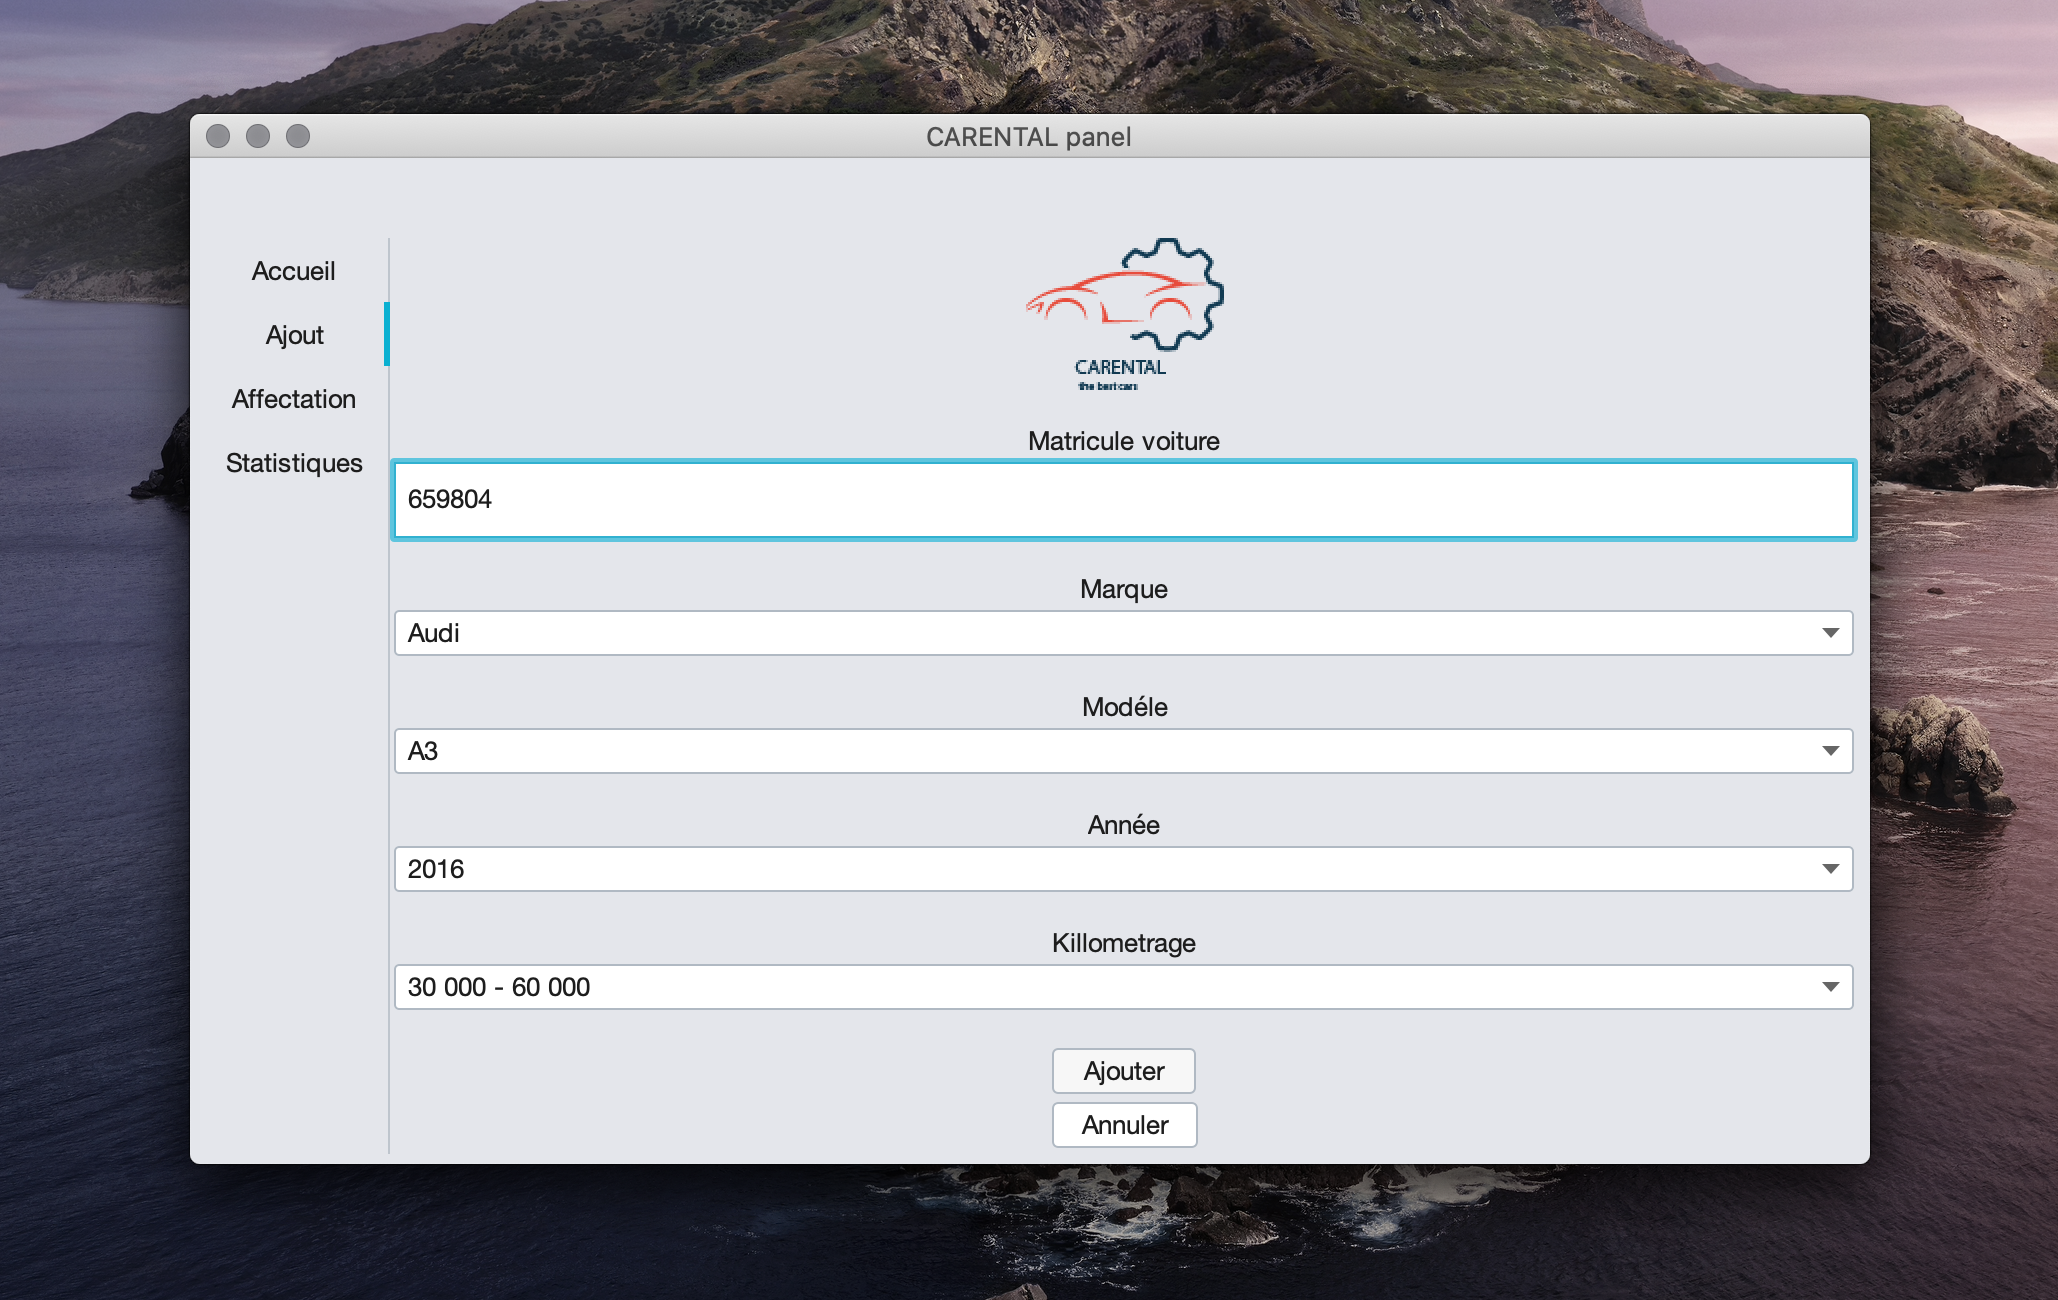 CARENTAL panel
Accueil
Ajout
Affectation
Statistiques
CARENTAL
the best cars
Matricule voiture
659804
Marque
Audi
Modéle
A3
Année
2016
Killometrage
30 000 - 60 000
Ajouter
Annuler